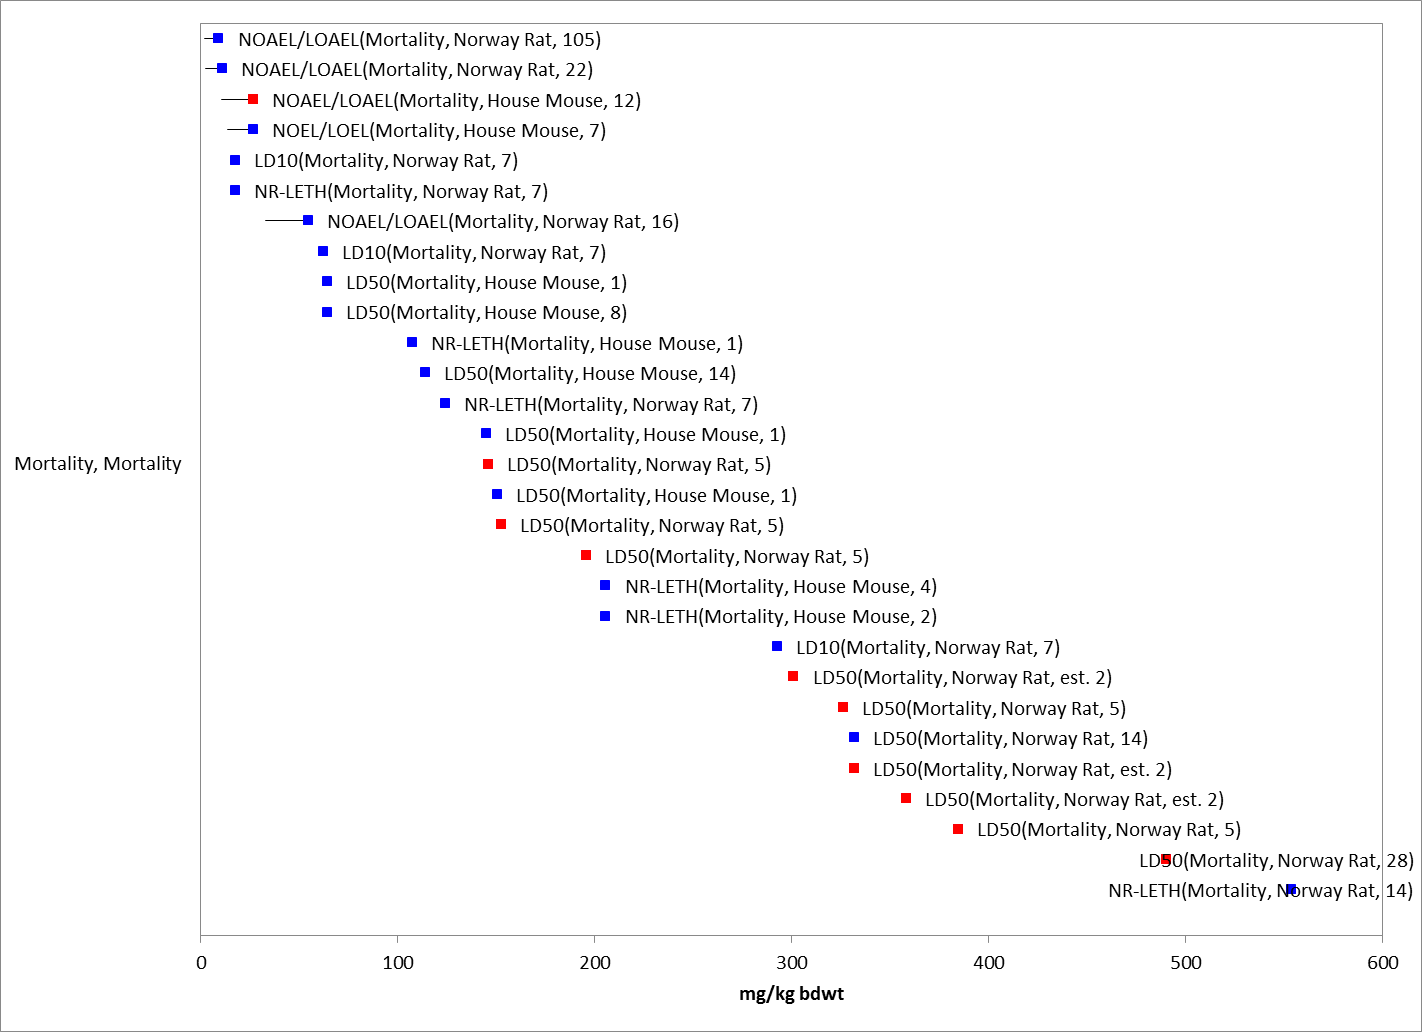 NOAEL/LOAEL(Mortality, Norway Rat, 105)
NOAEL/LOAEL(Mortality, Norway Rat, 22)
NOAEL/LOAEL(Mortality, House Mouse, 12)
NOEL/LOEL(Mortality, House Mouse, 7)
LD10(Mortality, Norway Rat, 7)
NR-LETH(Mortality, Norway Rat, 7)
NOAEL/LOAEL(Mortality, Norway Rat, 16)
LD10(Mortality, Norway Rat, 7)
LD50(Mortality, House Mouse, 1)
LD50(Mortality, House Mouse, 8)
NR-LETH(Mortality, House Mouse, 1)
LD50(Mortality, House Mouse, 14)
NR-LETH(Mortality, Norway Rat, 7)
LD50(Mortality, House Mouse, 1)
Mortality, Mortality
LD50(Mortality, Norway Rat, 5)
LD50(Mortality, House Mouse, 1)
LD50(Mortality, Norway Rat, 5)
LD50(Mortality, Norway Rat, 5)
NR-LETH(Mortality, House Mouse, 4)
NR-LETH(Mortality, House Mouse, 2)
LD10(Mortality, Norway Rat, 7)
LD50(Mortality, Norway Rat, est. 2)
LD50(Mortality, Norway Rat, 5)
LD50(Mortality, Norway Rat, 14)
LD50(Mortality, Norway Rat, est. 2)
LD50(Mortality, Norway Rat, est. 2)
LD50(Mortality, Norway Rat, 5)
LD50(Mortality, Norway Rat, 28)
NR-LETH(Mortality, Norway Rat, 14)
0 100 200 300 400 500 600
mg/kg bdwt